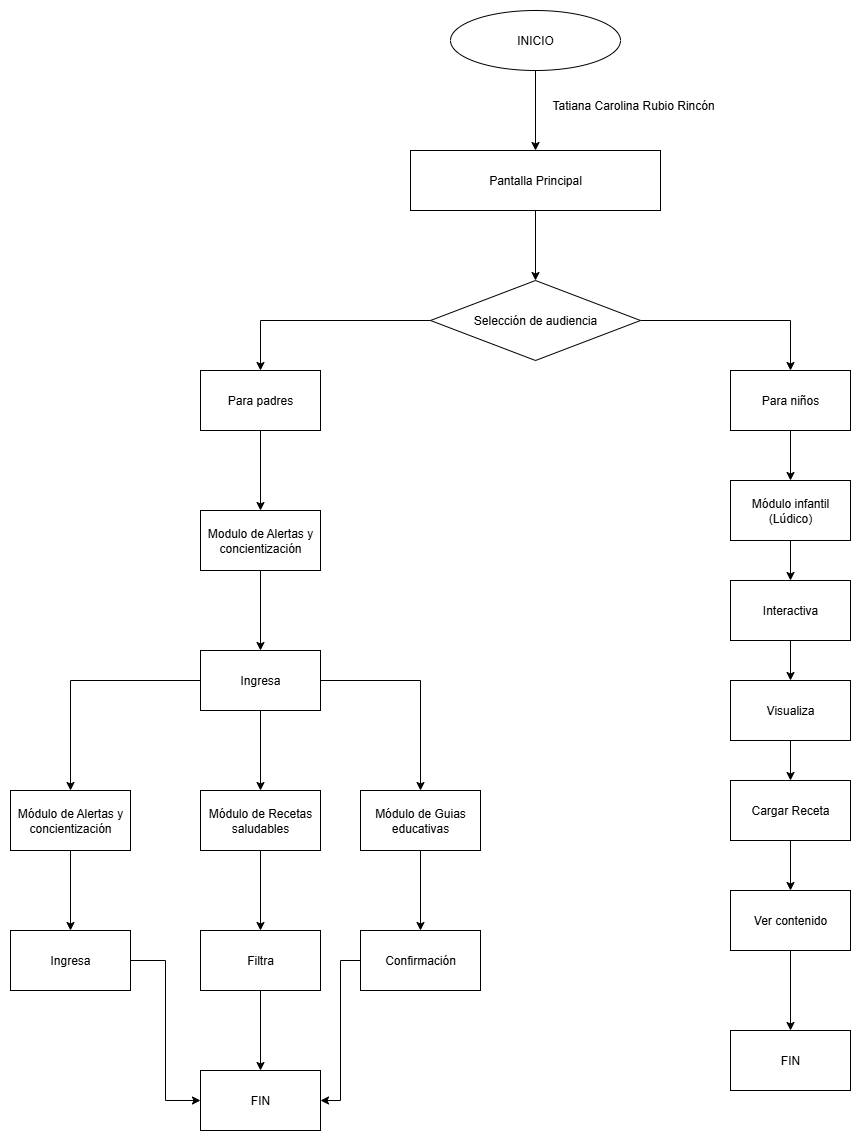 INICIO
Tatiana Carolina Rubio Rincón
Pantalla Principal
Selección de audiencia
Para padres
Para niños
Modulo de Alertas y
concientización
Módulo infantil
(Lúdico)
Interactiva
Ingresa
Visualiza
Módulo de Alertas y
concientización
Módulo de Recetas
saludables
Módulo de Guias
educativas
Cargar Receta
Ver contenido
Ingresa
Filtra
Confirmación
FIN
FIN